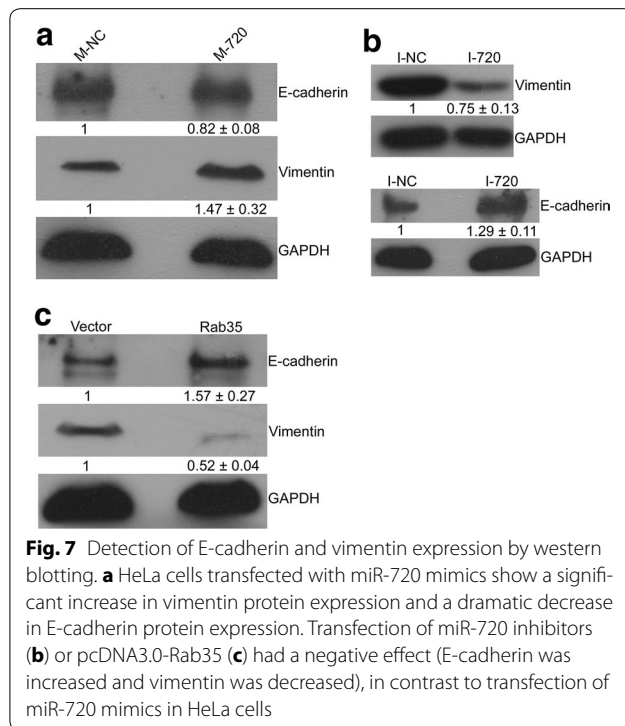 a
M-NC M-720
E-cadherin
1 0.82 ± 0.08
Vimentin
1 1.47 ± 0.32
GAPDH
b
I-NC I-720
Vimentin
1 0.75 ± 0.13
GAPDH
I-NC I-720
E-cadherin
1 1.29 ± 0.11
GAPDH
c
Vector Rab35
E-cadherin
1 1.57 ± 0.27
Vimentin
1 0.52 ± 0.04
GAPDH
Fig. 7 Detection of E-cadherin and vimentin expression by western
blotting. a HeLa cells transfected with miR-720 mimics show a signifi-
cant increase in vimentin protein expression and a dramatic decrease
in E-cadherin protein expression. Transfection of miR-720 inhibitors
(b) or pcDNA3.0-Rab35 (c) had a negative effect (E-cadherin was
increased and vimentin was decreased), in contrast to transfection of
miR-720 mimics in HeLa cells